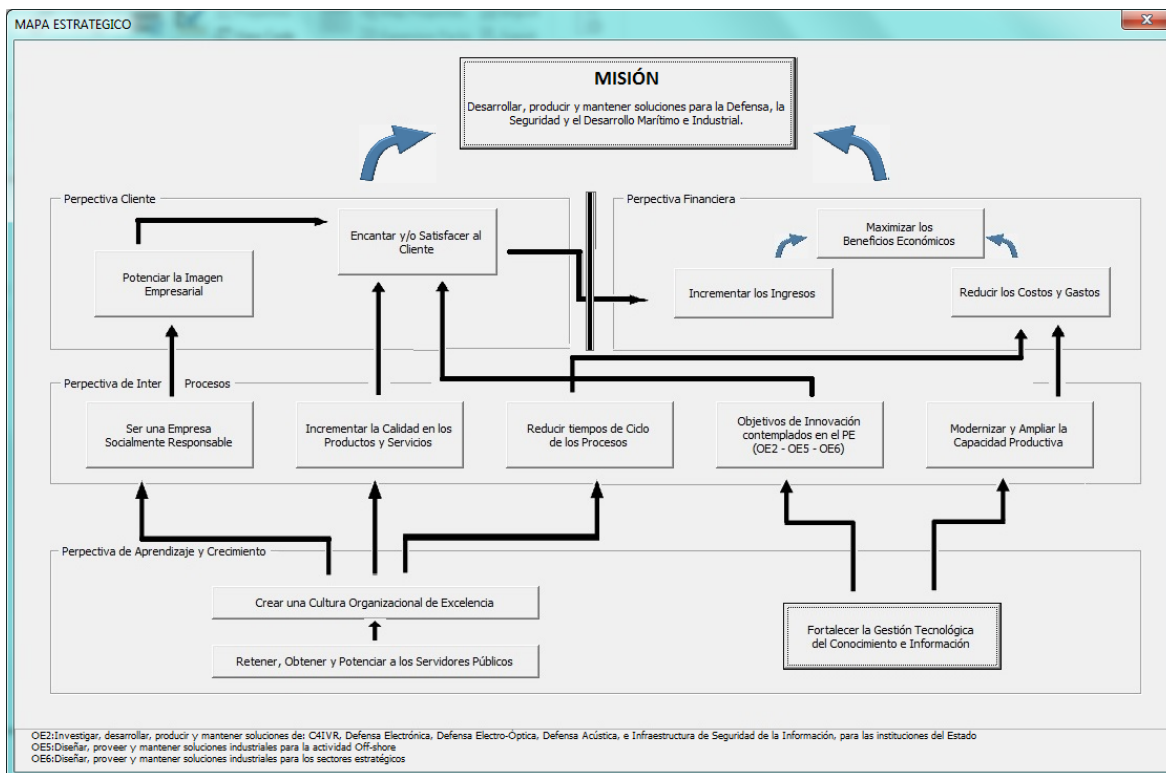 MAPA ESTRATEGICO
MISIÓN
Desarrollar, producir y mantener soluciones para la Defensa, la
Seguridad y el Desarrollo Marítimo e Industrial.
Perpectiva Cliente
Encantar y/o Satisfacer al
Cliente
Potenciar la Imagen
Empresarial
Perpectiva Financiera
Maximizar los
Beneficios Económicos
Incrementar los Ingresos
Reducir los Costos y Gastos
Perpectiva de Inter Procesos
Ser una Empresa
Socialmente Responsable
Incrementar la Calidad en los
Productos y Servicios
Reducir tiempos de Ciclo
de los Procesos
Objetivos de Innovación
contemplados en el PE
(OE2 - OE5 - OE6)
Modernizar y Ampliar la
Capacidad Productiva
Perpectiva de Aprendizaje y Crecimiento
Crear una Cultura Organizacional de Excelencia
Retener, Obtener y Potenciar a los Servidores Públicos
Fortalecer la Gestión Tecnológica
del Conocimiento e Información
OE2:Investigar, desarrollar, producir y mantener soluciones de: C4IVR, Defensa Electrónica, Defensa Electro-Óptica, Defensa Acústica, e Infraestructura de Seguridad de la Información, para las instituciones del Estado
OE5:Diseñar, proveer y mantener soluciones industriales para la actividad Off-shore
OE6:Diseñar, proveer y mantener soluciones industriales para los sectores estratégicos